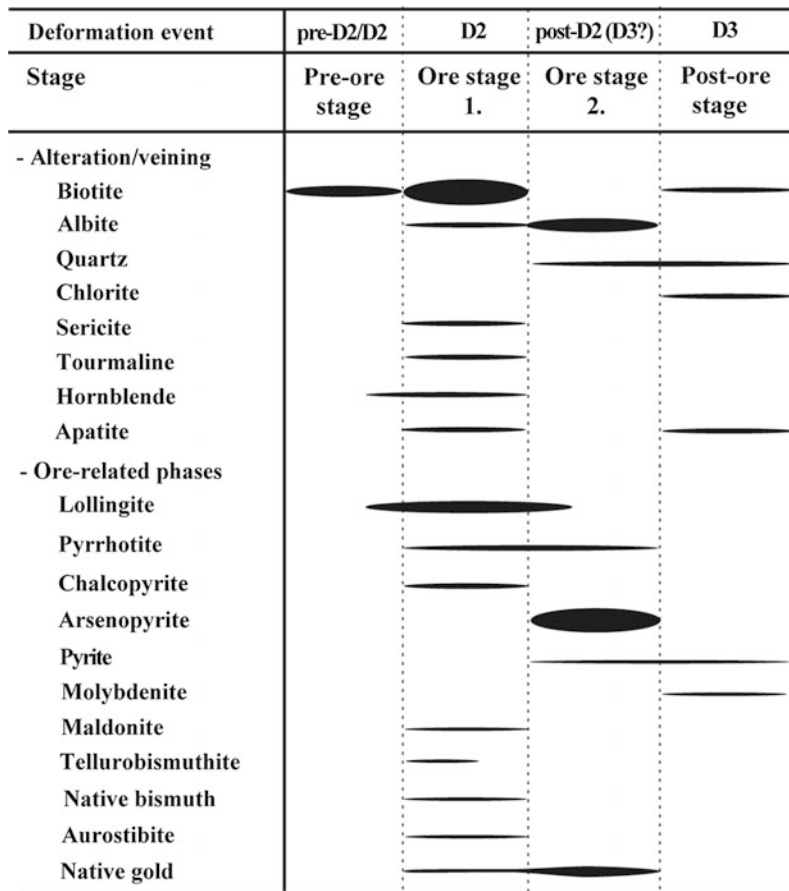 Deformation event pre-D2/D2 D2 post-D2 (D3?) D3
Stage Pre-ore Ore stage Ore stage Post-ore
stage 1. 2. stage
- Alteration/veining
Biotite
Albite
Quartz
Chlorite
Sericite
Tourmaline
Hornblende
Apatite
- Ore-related phases
Lollingite
Pyrrhotite
Chalcopyrite
Arsenopyrite
Pyrite
Molybdenite
Maldonite
Tellurobismuthite
Native bismuth
Aurostibite
Native gold